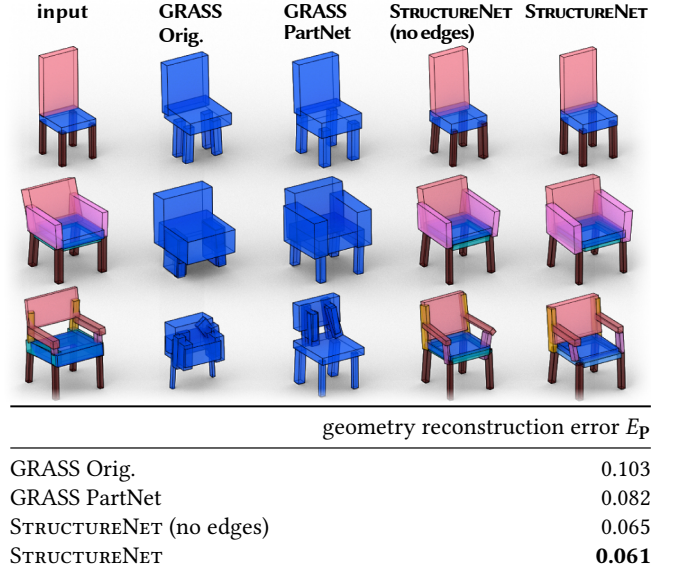 input GRASS Orig. GRASS PartNet STRUCTURENET (no edges) STRUCTURENET
geometry reconstruction error E_P
GRASS Orig. 0.103
GRASS PartNet 0.082
STRUCTURENET (no edges) 0.065
STRUCTURENET 0.061